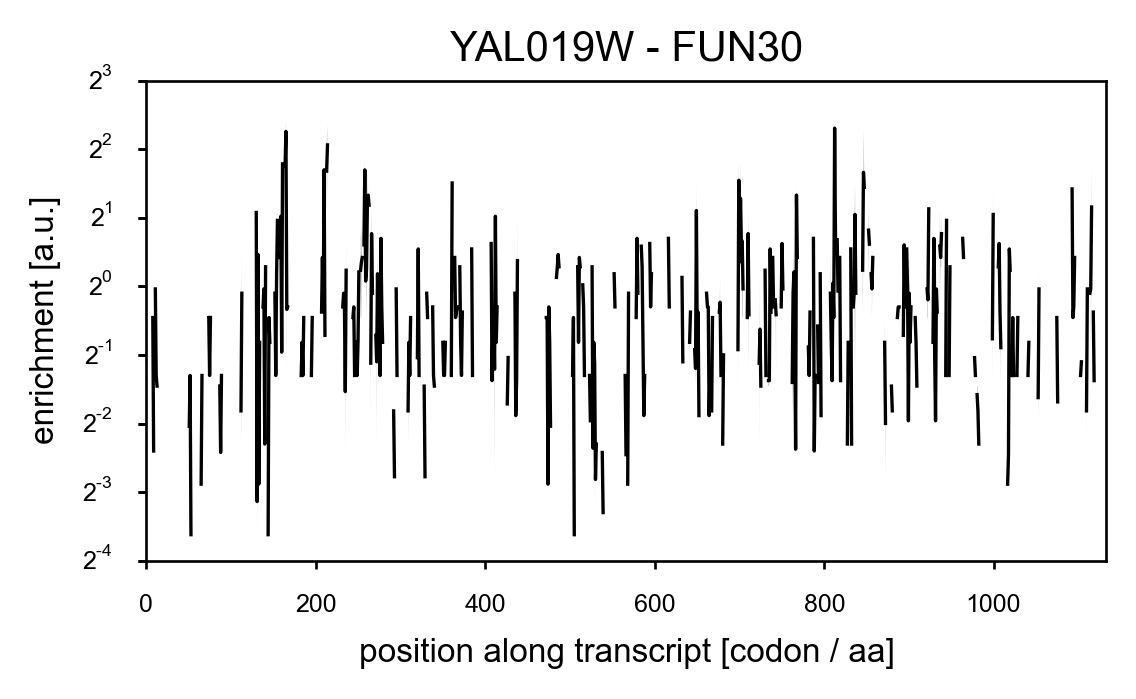 YAL019W - FUN30
2^3
2^2
2^1
2^0
2^-1
2^-2
2^-3
2^-4
enrichment [a.u.]
0 200 400 600 800 1000
position along transcript [codon / aa]